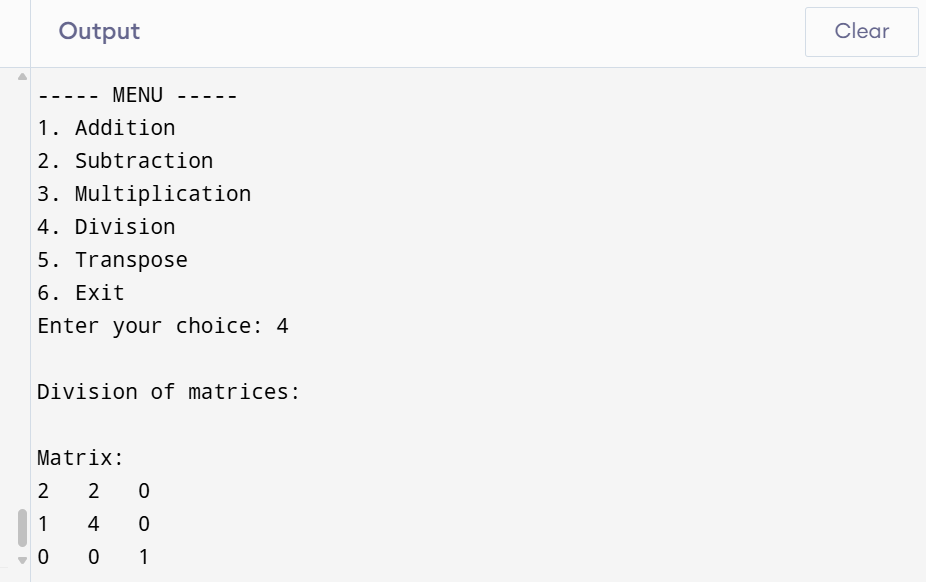 Output
Clear
----- MENU -----
1. Addition
2. Subtraction
3. Multiplication
4. Division
5. Transpose
6. Exit
Enter your choice: 4
Division of matrices:
Matrix:
2 2 0
1 4 0
0 0 1